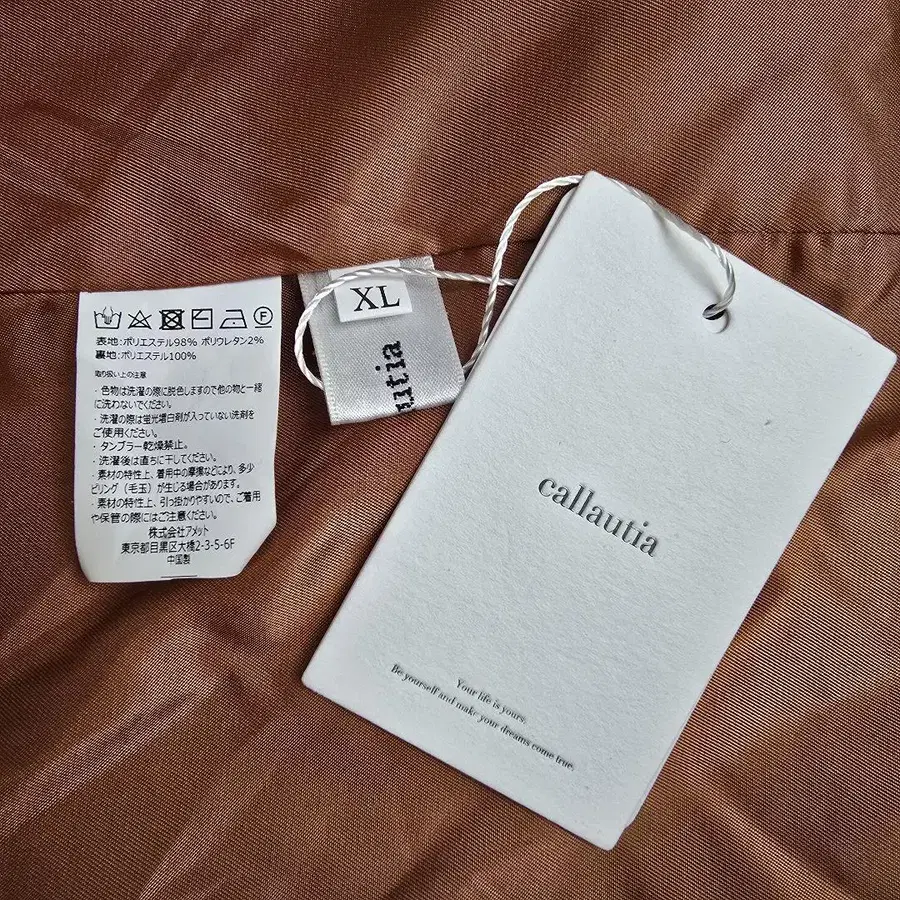 表地:ポリエステル98% ポリウレタン2%
裏地:ポリエステル100%
取り扱い上の注意
・色物は洗濯の際に脱色しますので他の物と一緒
に洗わないでください。
・洗濯の際は蛍光増白剤が入っていない洗剤を
ご使用ください。
・タンブラー乾燥禁止。
・洗濯後は直ちに干してください。
・素材の特性上、着用中の摩擦などにより、多少
ピリング(毛玉)が生じる場合があります。
・素材の特性上、引っ掛かりやすいので、ご着用
や保管の際にはご注意ください。
株式会社アメット
東京都目黒区大橋2-3-5-6F
中国製
XL
utia
callautia
Your life is yours.
Be yourself and make your dreams come true.